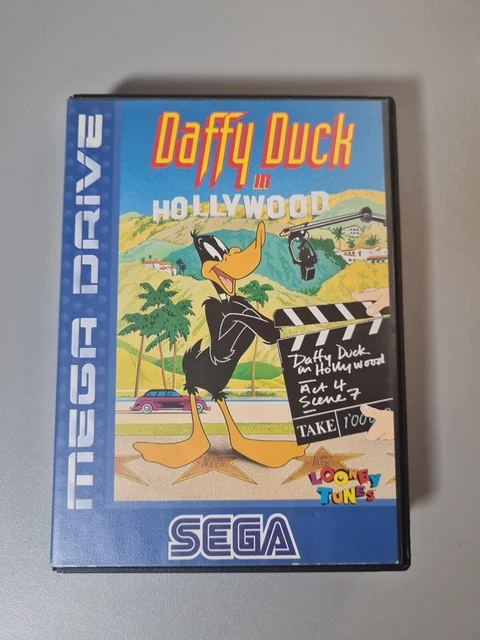 MEGA DRIVE
Daffy Duck
in
HOLLYWOOD
Daffy Duck
in Hollywood
Act 4
Scene 7
TAKE
LOONEY
TUNES
SEGA